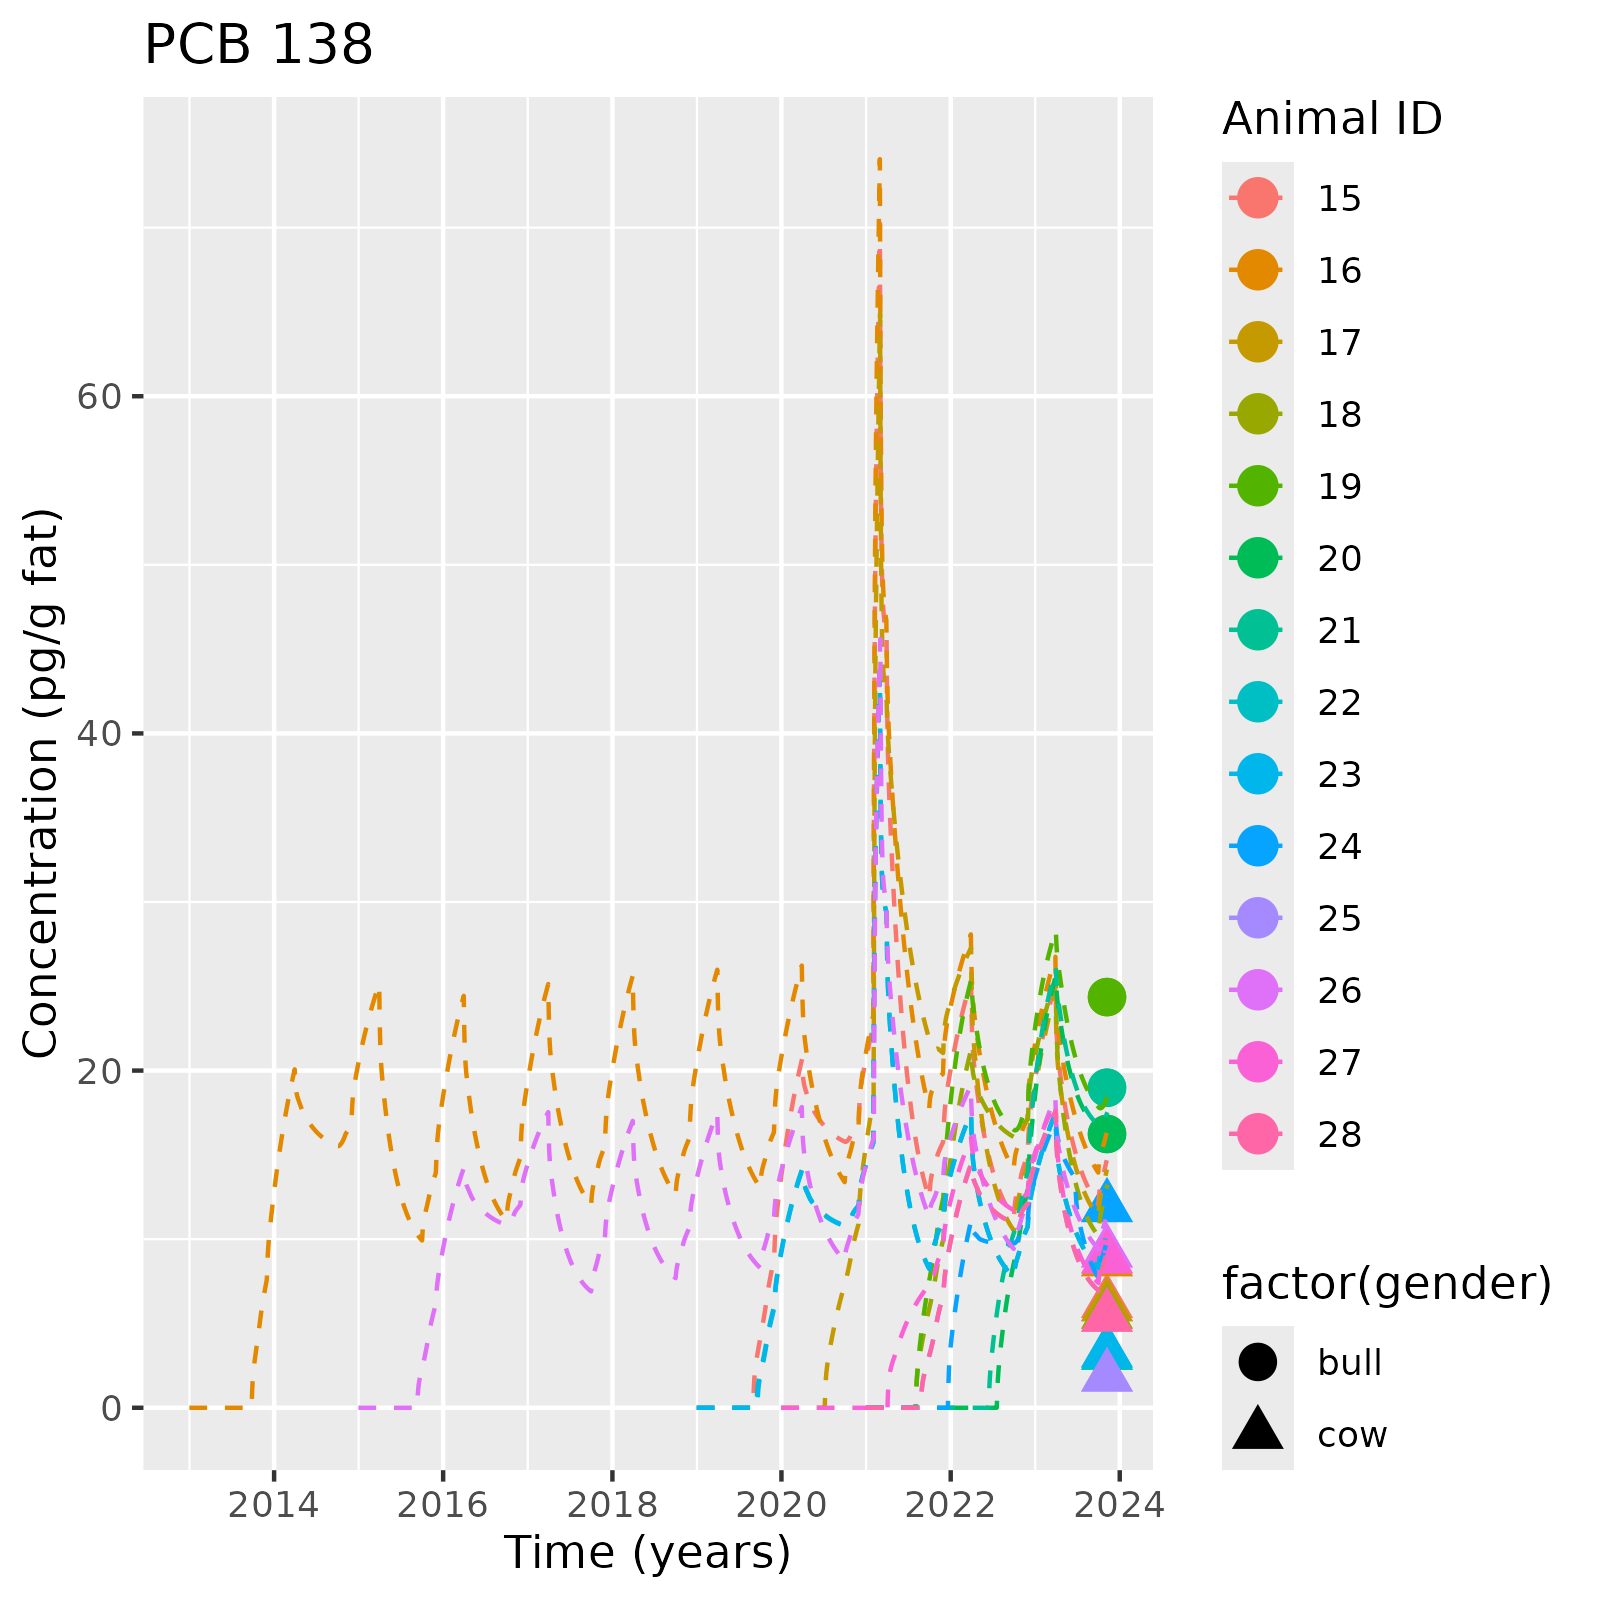 PCB 138
Concentration (pg/g fat)
60
40
20
0
2014 2016 2018 2020 2022 2024
Time (years)
Animal ID
15
16
17
18
19
20
21
22
23
24
25
26
27
28
factor(gender)
bull
cow